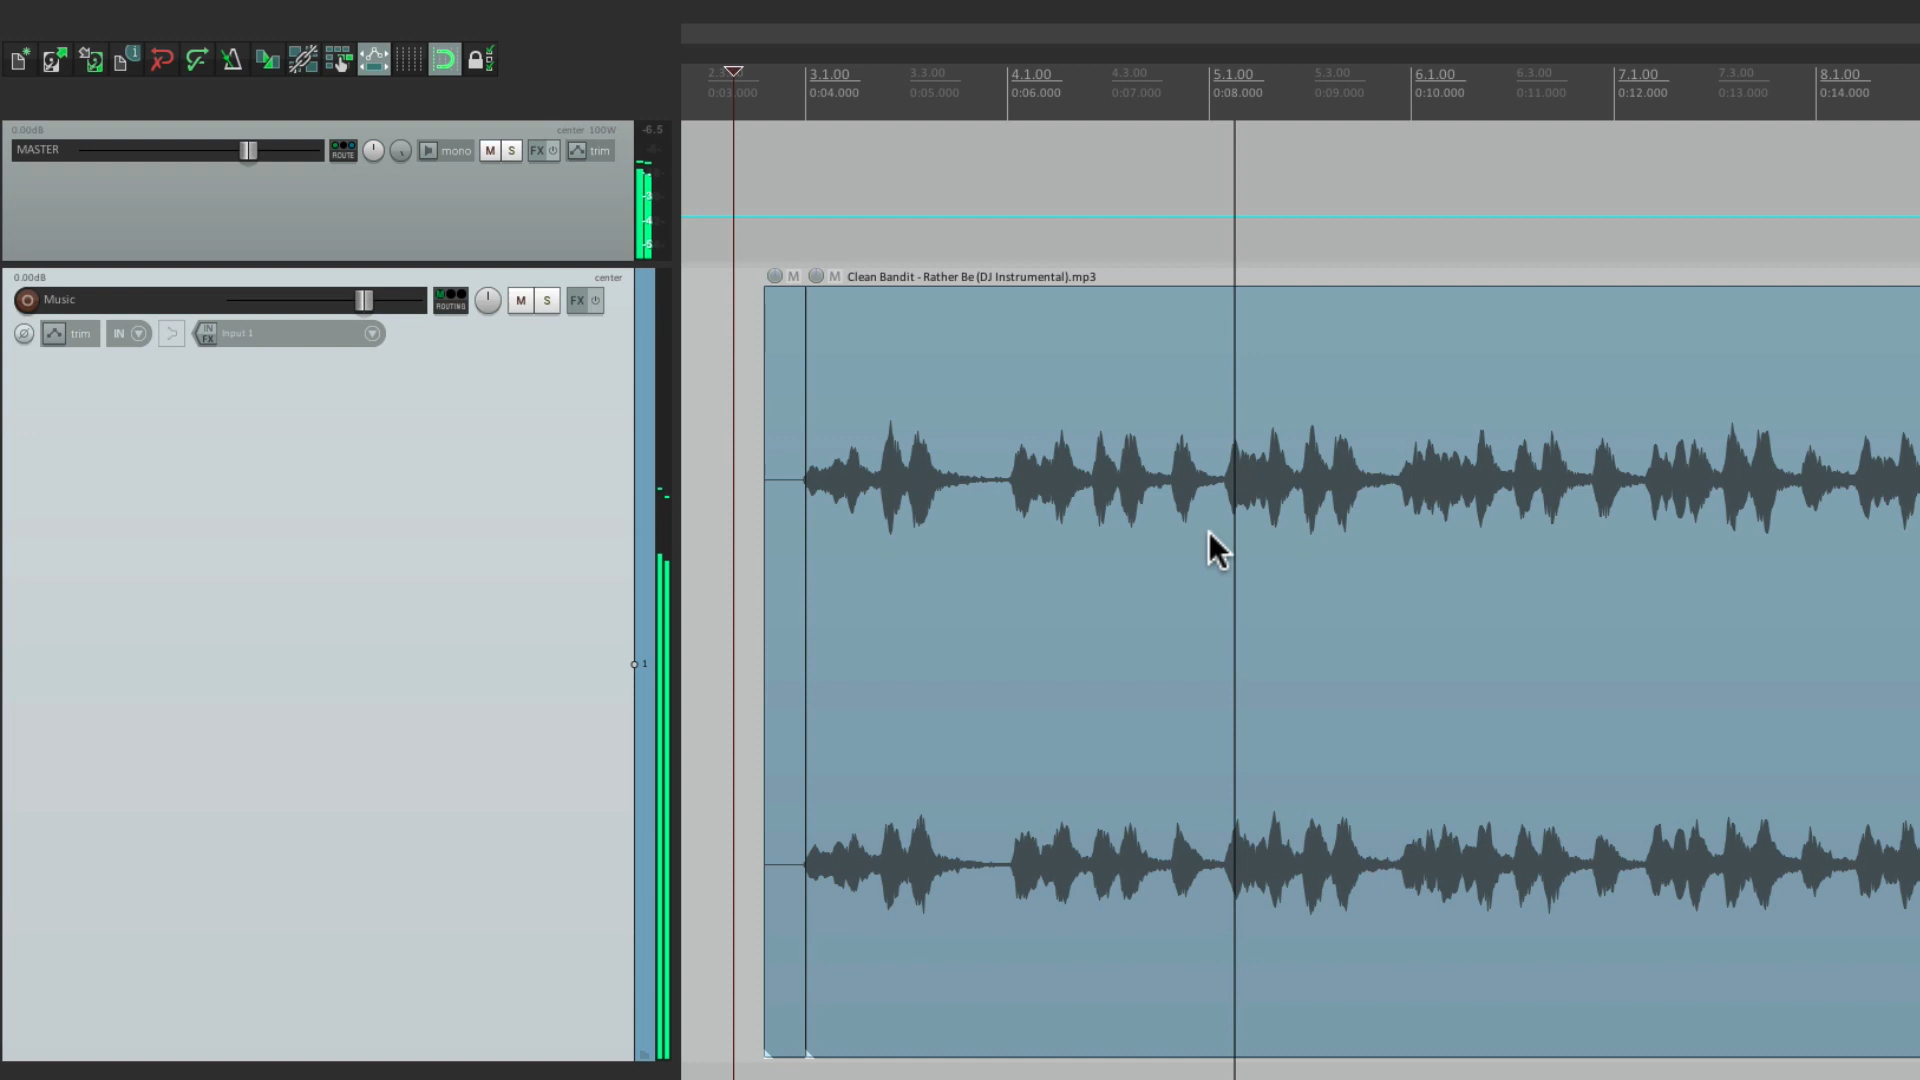 3.1.00 3.3.00 4.1.00 4.3.00 5.1.00 5.3.00 6.1.00 6.3.00 7.1.00 7.3.00 8.1.00
0:03.000 0:04.000 0:05.000 0:06.000 0:07.000 0:08.000 0:09.000 0:10.000 0:11.000 0:12.000 0:13.000 0:14.000
0.00dB center 100W -6.5
MASTER ROUTE mono M S FX trim
0.00dB center
M M Clean Bandit - Rather Be (DJ Instrumental).mp3
Music ROUTING M S FX
trim IN IN FX Input 1
1